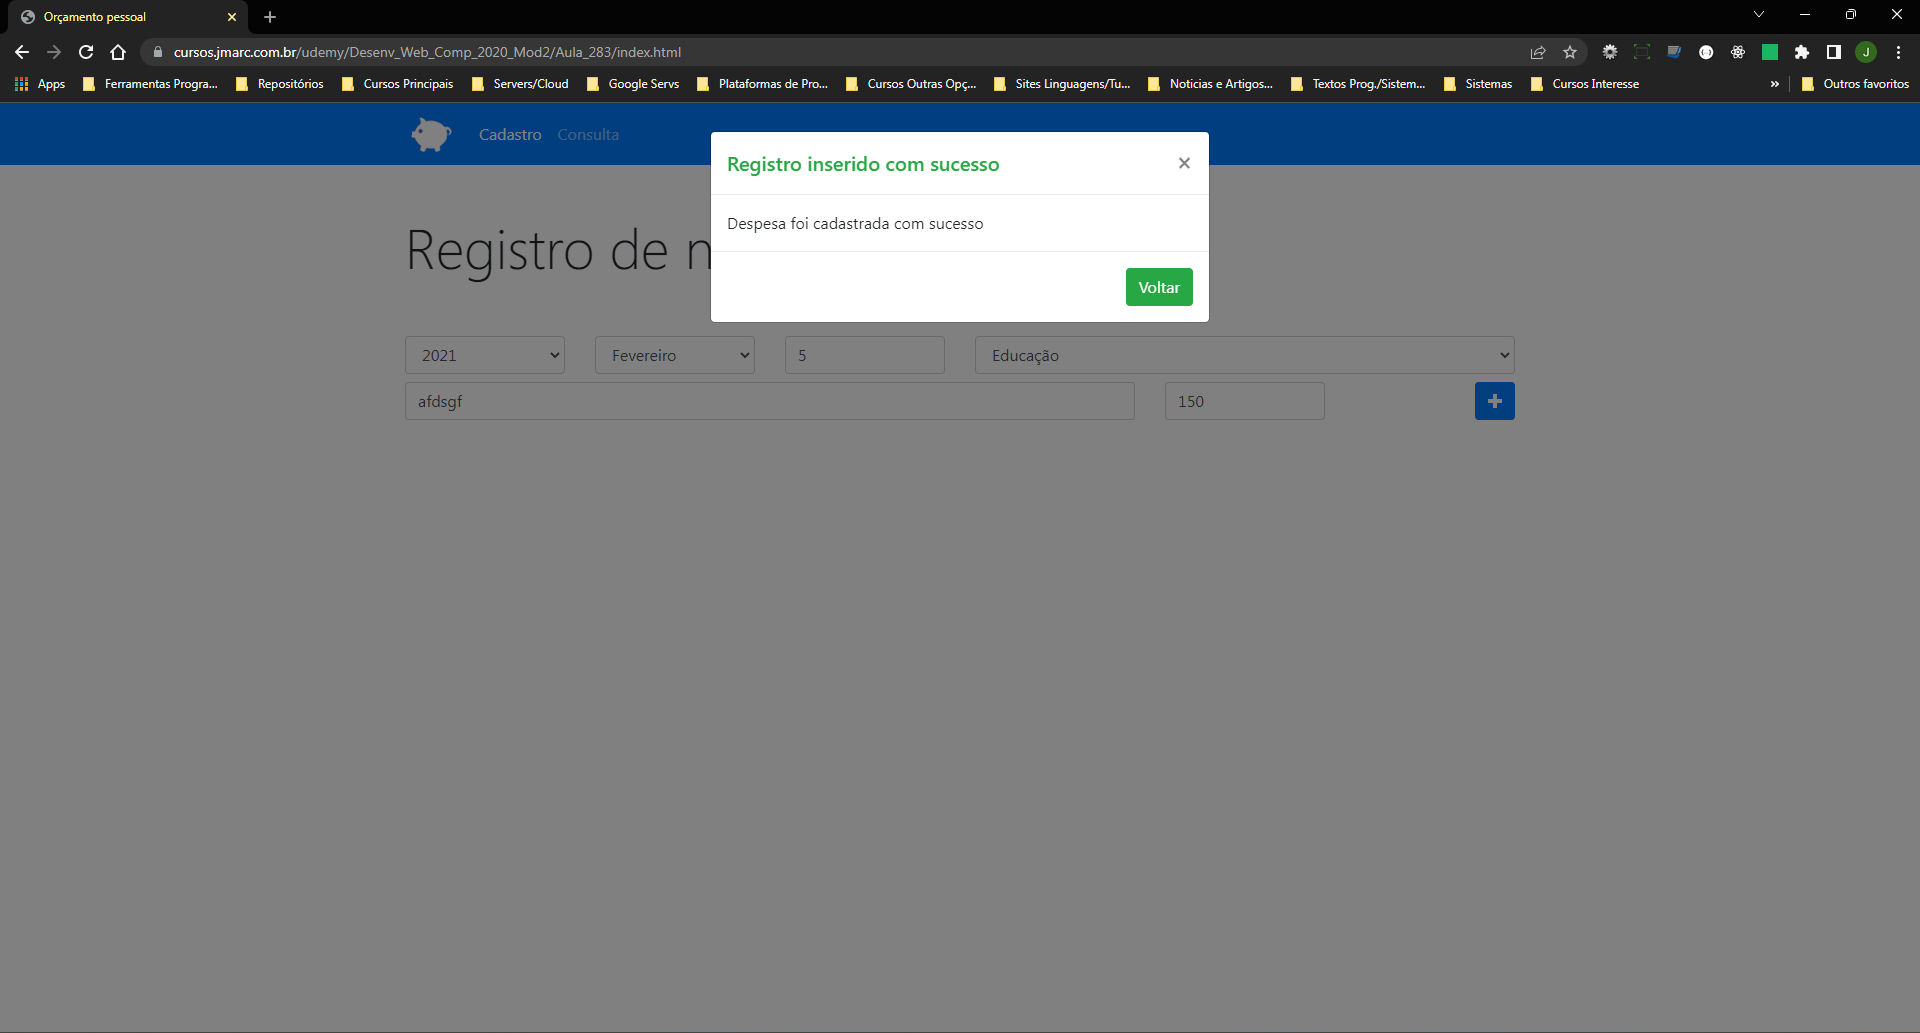 Orçamento pessoal
cursos.jmarc.com.br/udemy/Desenv_Web_Comp_2020_Mod2/Aula_283/index.html
J
Apps Ferramentas Progra... Repositórios Cursos Principais Servers/Cloud Google Servs Plataformas de Pro... Cursos Outras Opç... Sites Linguagens/Tu... Noticias e Artigos... Textos Prog./Sistem... Sistemas Cursos Interesse » Outros favoritos
Cadastro Consulta
Registro inserido com sucesso ×
Despesa foi cadastrada com sucesso
Voltar
Registro de n
2021 Fevereiro 5 Educação
afdsgf 150